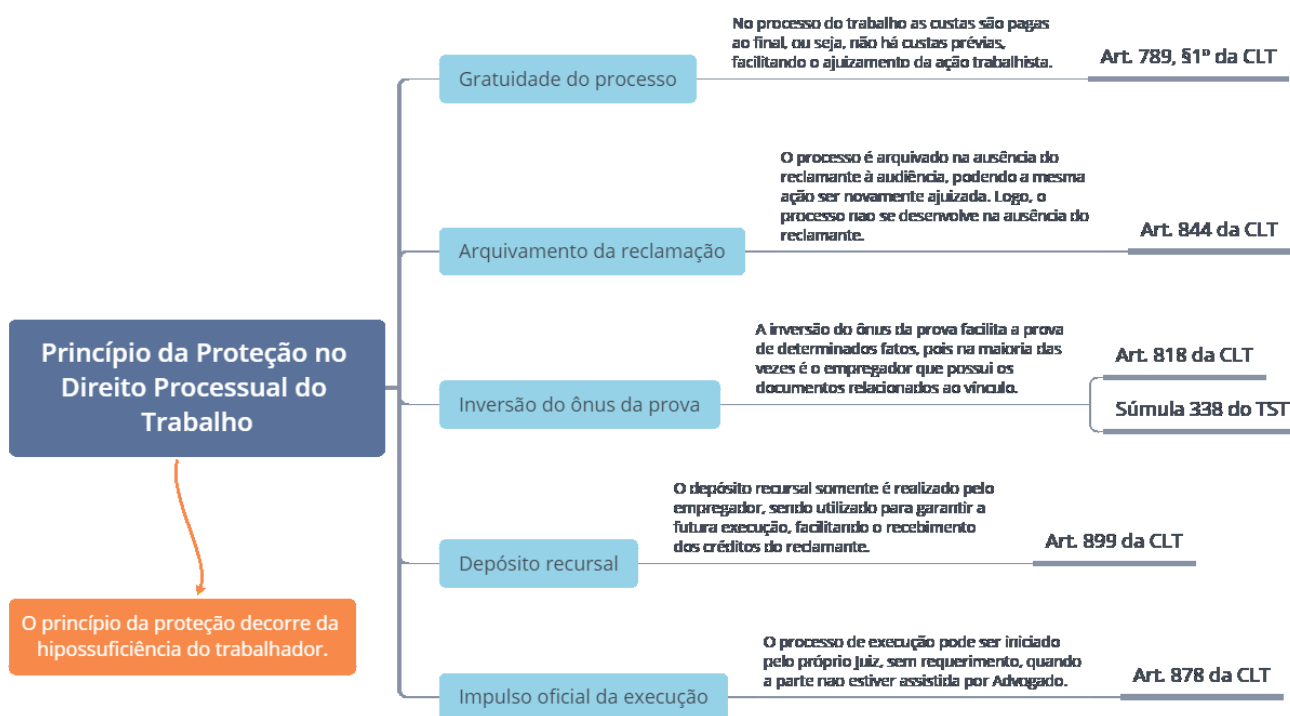 Princípio da Proteção no
Direito Processual do
Trabalho
O princípio da proteção decorre da
hipossuficiência do trabalhador.
Gratuidade do processo
No processo do trabalho as custas são pagas
ao final, ou seja, não há custas prévias,
facilitando o ajuizamento da ação trabalhista.
Art. 789, §1º da CLT
Arquivamento da reclamação
O processo é arquivado na ausência do
reclamante à audiência, podendo a mesma
ação ser novamente ajuizada. Logo, o
processo nao se desenvolve na ausência do
reclamante.
Art. 844 da CLT
Inversão do ônus da prova
A inversão do ônus da prova facilita a prova
de determinados fatos, pois na maioria das
vezes é o empregador que possui os
documentos relacionados ao vínculo.
Art. 818 da CLT
Súmula 338 do TST
Depósito recursal
O depósito recursal somente é realizado pelo
empregador, sendo utilizado para garantir a
futura execução, facilitando o recebimento
dos créditos do reclamante.
Art. 899 da CLT
Impulso oficial da execução
O processo de execução pode ser iniciado
pelo próprio Juiz, sem requerimento, quando
a parte nao estiver assistida por Advogado.
Art. 878 da CLT